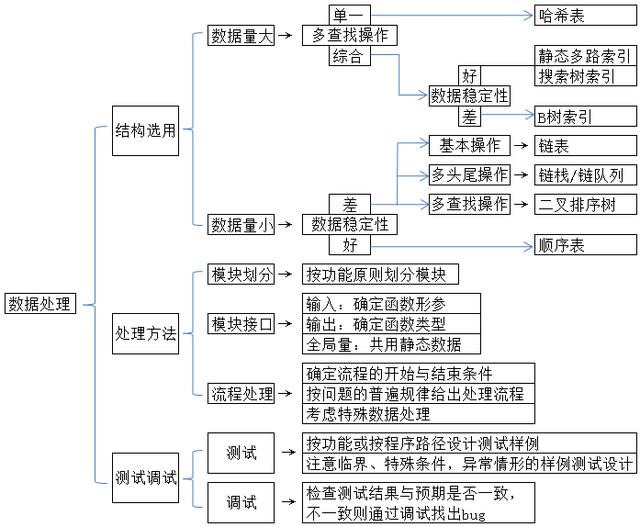 数据处理
结构选用
数据量大
单一
多查找操作
综合
哈希表
好
数据稳定性
差
静态多路索引
搜索树索引
B树索引
数据量小
差
数据稳定性
好
基本操作
链表
多头尾操作
链栈/链队列
多查找操作
二叉排序树
顺序表
处理方法
模块划分
按功能原则划分模块
模块接口
输入：确定函数形参
输出：确定函数类型
全局量：共用静态数据
流程处理
确定流程的开始与结束条件
按问题的普遍规律给出处理流程
考虑特殊数据处理
测试调试
测试
按功能或按程序路径设计测试样例
注意临界、特殊条件，异常情形的样例测试设计
调试
检查测试结果与预期是否一致，
不一致则通过调试找出bug